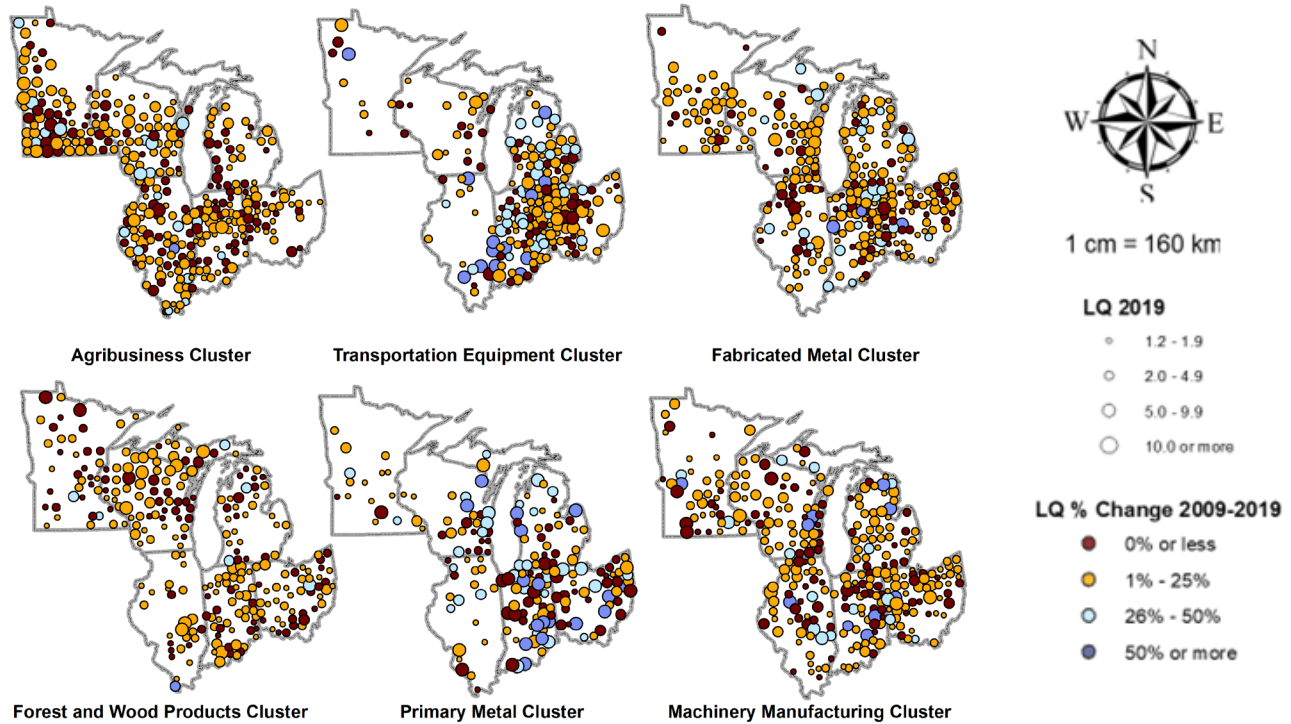 N
W E
S
1 cm = 160 km
Agribusiness Cluster
Transportation Equipment Cluster
Fabricated Metal Cluster
LQ 2019
1.2 - 1.9
2.0 - 4.9
5.0 - 9.9
10.0 or more
LQ % Change 2009-2019
0% or less
1% - 25%
26% - 50%
50% or more
Forest and Wood Products Cluster
Primary Metal Cluster
Machinery Manufacturing Cluster